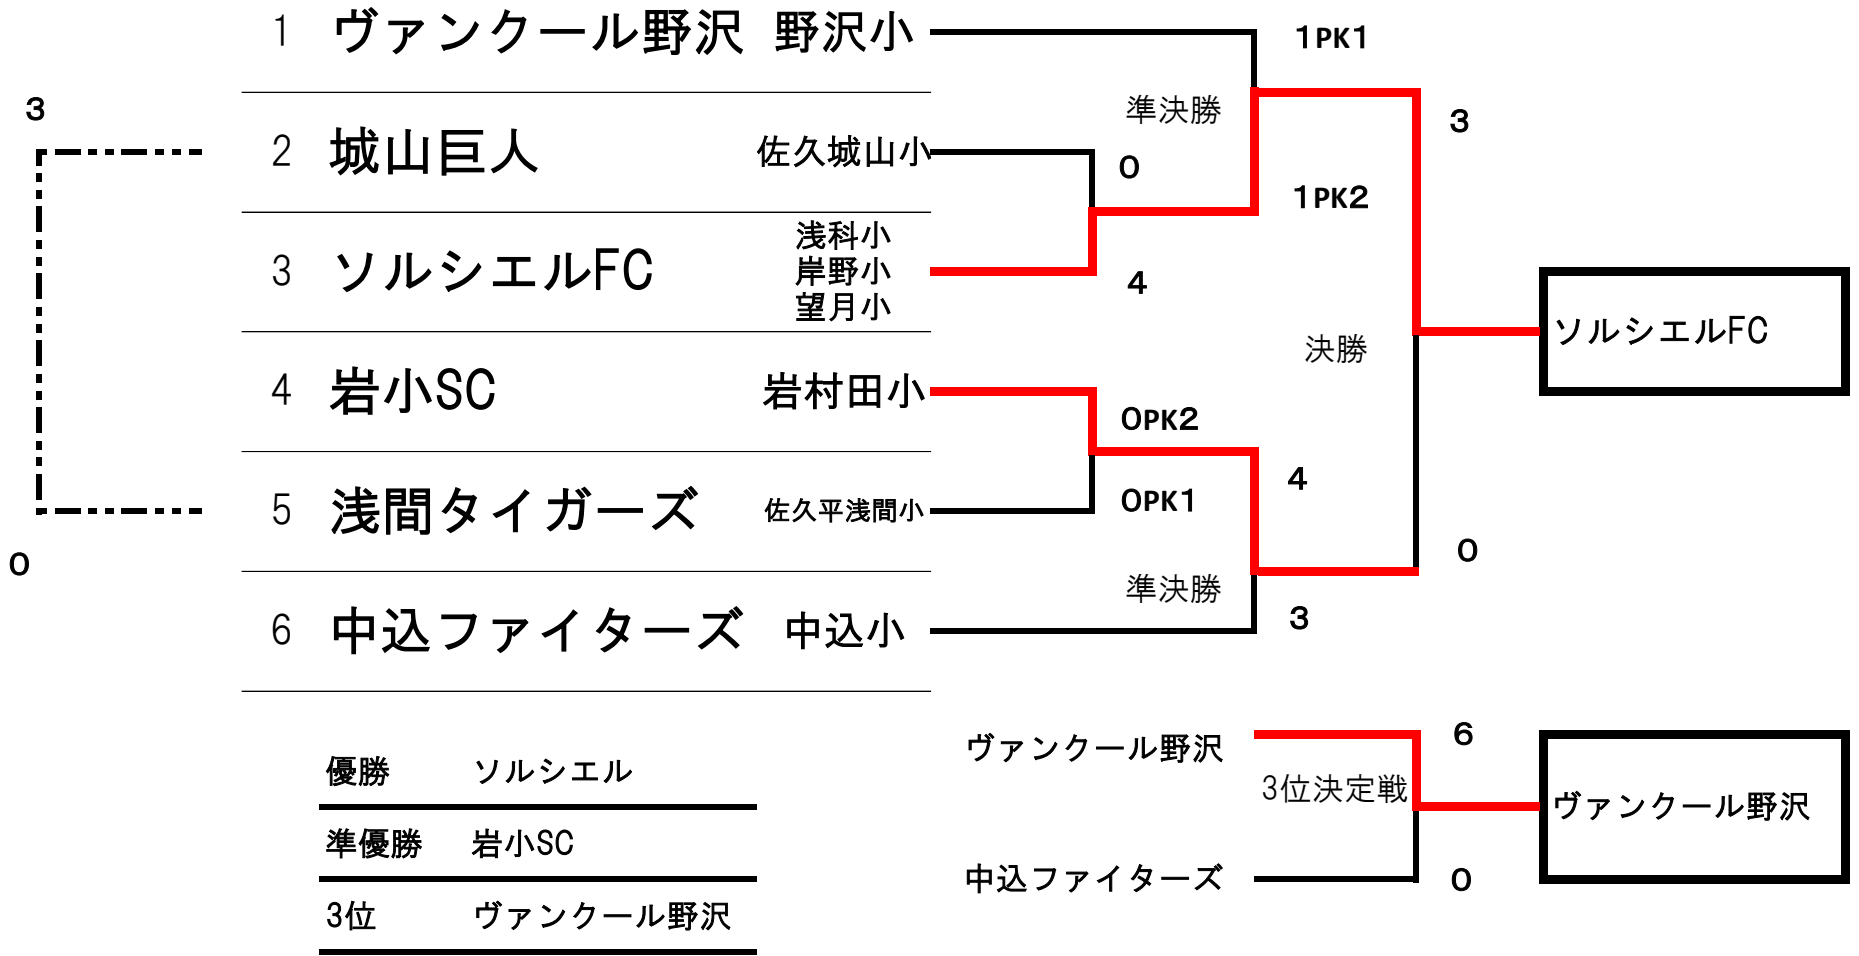 1 ヴァンクール野沢 野沢小
2 城山巨人 佐久城山小
3 ソルシエルFC
浅科小
岸野小
望月小
4 岩小SC 岩村田小
5 浅間タイガーズ 佐久平浅間小
6 中込ファイターズ 中込小
3
0
準決勝
0
4
0PK2
0PK1
準決勝
1PK1
1PK2
決勝
4
3
3
0
ソルシエルFC
ヴァンクール野沢
3位決定戦
中込ファイターズ
6
0
ヴァンクール野沢
優勝 ソルシエル
準優勝 岩小SC
3位 ヴァンクール野沢